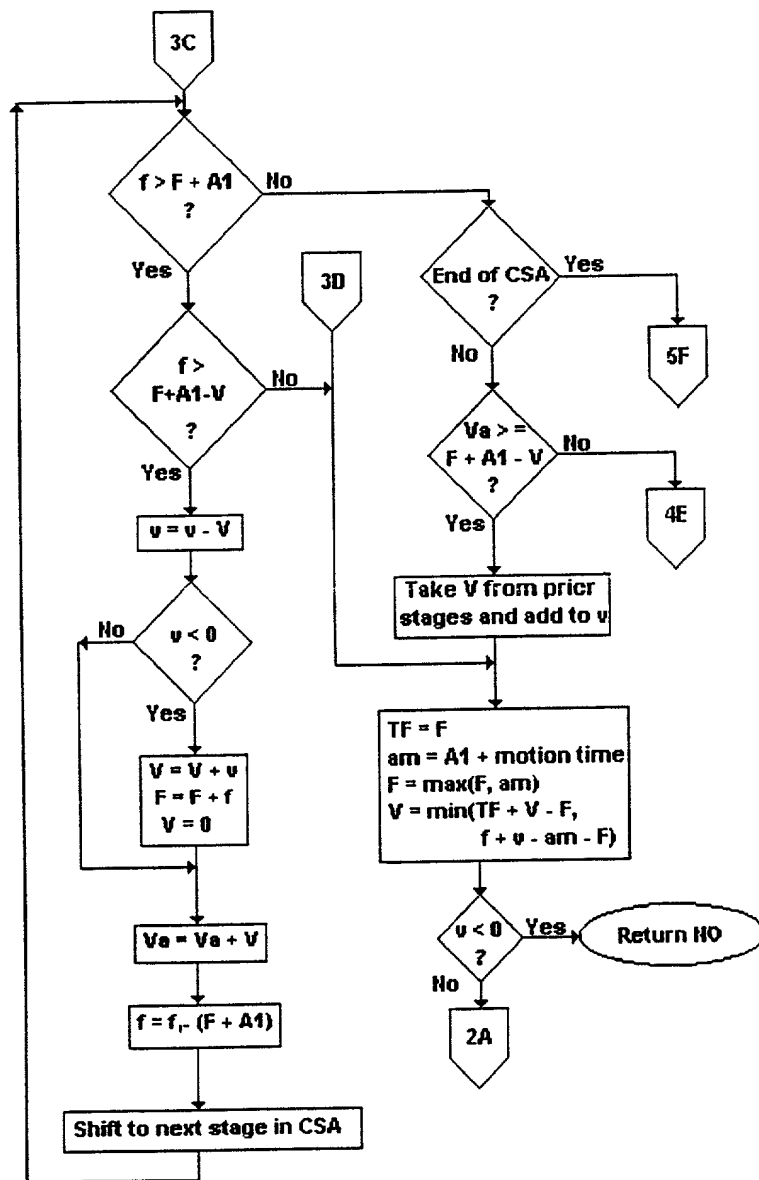 3C
f > F + A1
?
No
Yes
End of CSA
?
Yes
No
5F
3D
f >
F+A1-V
?
No
Yes
Va > =
F + A1 - V
?
No
Yes
4E
v = v - V
Take V from pricr
stages and add to v
v < 0
?
No
Yes
V = V + v
F = F + f
V = 0
TF = F
am = A1 + motion time
F = max(F, am)
V = min(TF + V - F,
f + v - am - F)
Va = Va + V
v < 0
?
Yes
No
Return NO
f = f,- (F + A1)
2A
Shift to next stage in CSA